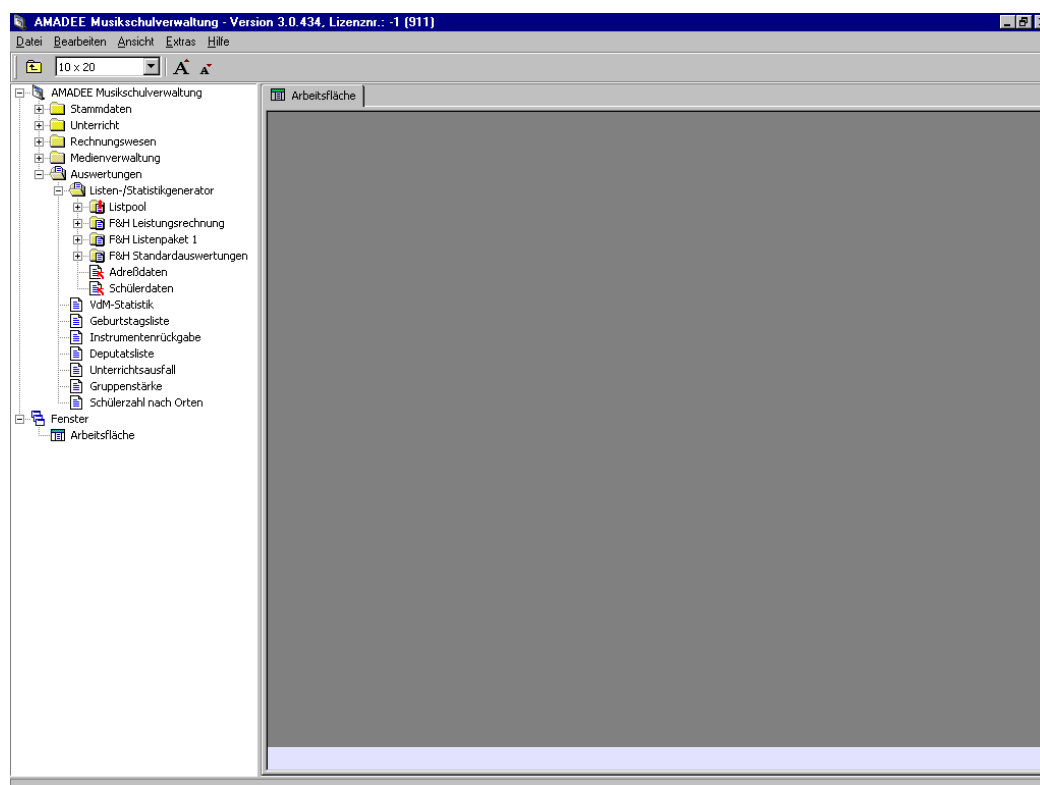 AMADEE Musikschulverwaltung - Version 3.0.434, Lizenznr.: -1 (911)
Datei Bearbeiten Ansicht Extras Hilfe
10 x 20 A A
AMADEE Musikschulverwaltung
Arbeitsfläche
Stammdaten
Unterricht
Rechnungswesen
Medienverwaltung
Auswertungen
Listen-/Statistikgenerator
Listpool
F&H Leistungsrechnung
F&H Listenpaket 1
F&H Standardauswertungen
Adreßdaten
Schülerdaten
VdM-Statistik
Geburtstagsliste
Instrumentenrückgabe
Deputatsliste
Unterrichtsausfall
Gruppenstärke
Schülerzahl nach Orten
Fenster
Arbeitsfläche